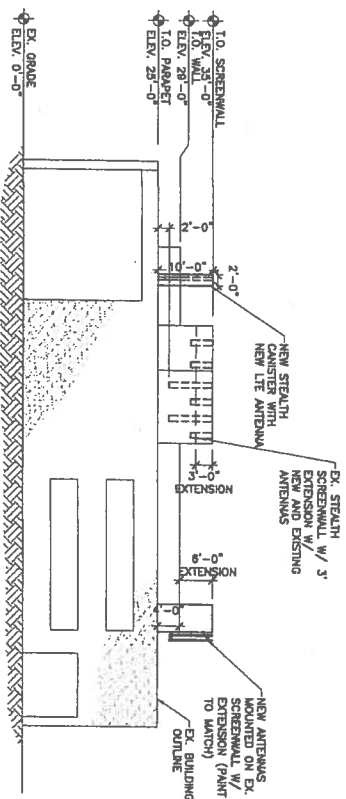 T.O. SCREENWALL
ELEV. 35'-0"
T.O. WALL
ELEV. 29'-0"
T.O. PARAPET
ELEV. 25'-0"
EX. GRADE
ELEV. 0'-0"
2'-0"
10'-0"
2'-0"
NEW STEALTH
CANISTER WITH
NEW LTE ANTENNA
EX. STEALTH
SCREENWALL W/ 3'
EXTENSION W/
NEW AND EXISTING
ANTENNAS
3'-0"
EXTENSION
6'-0"
EXTENSION
NEW ANTENNAS
MOUNTED ON EX.
SCREENWALL W/
EXTENSION (PAINT
TO MATCH)
EX. BUILDING
OUTLINE